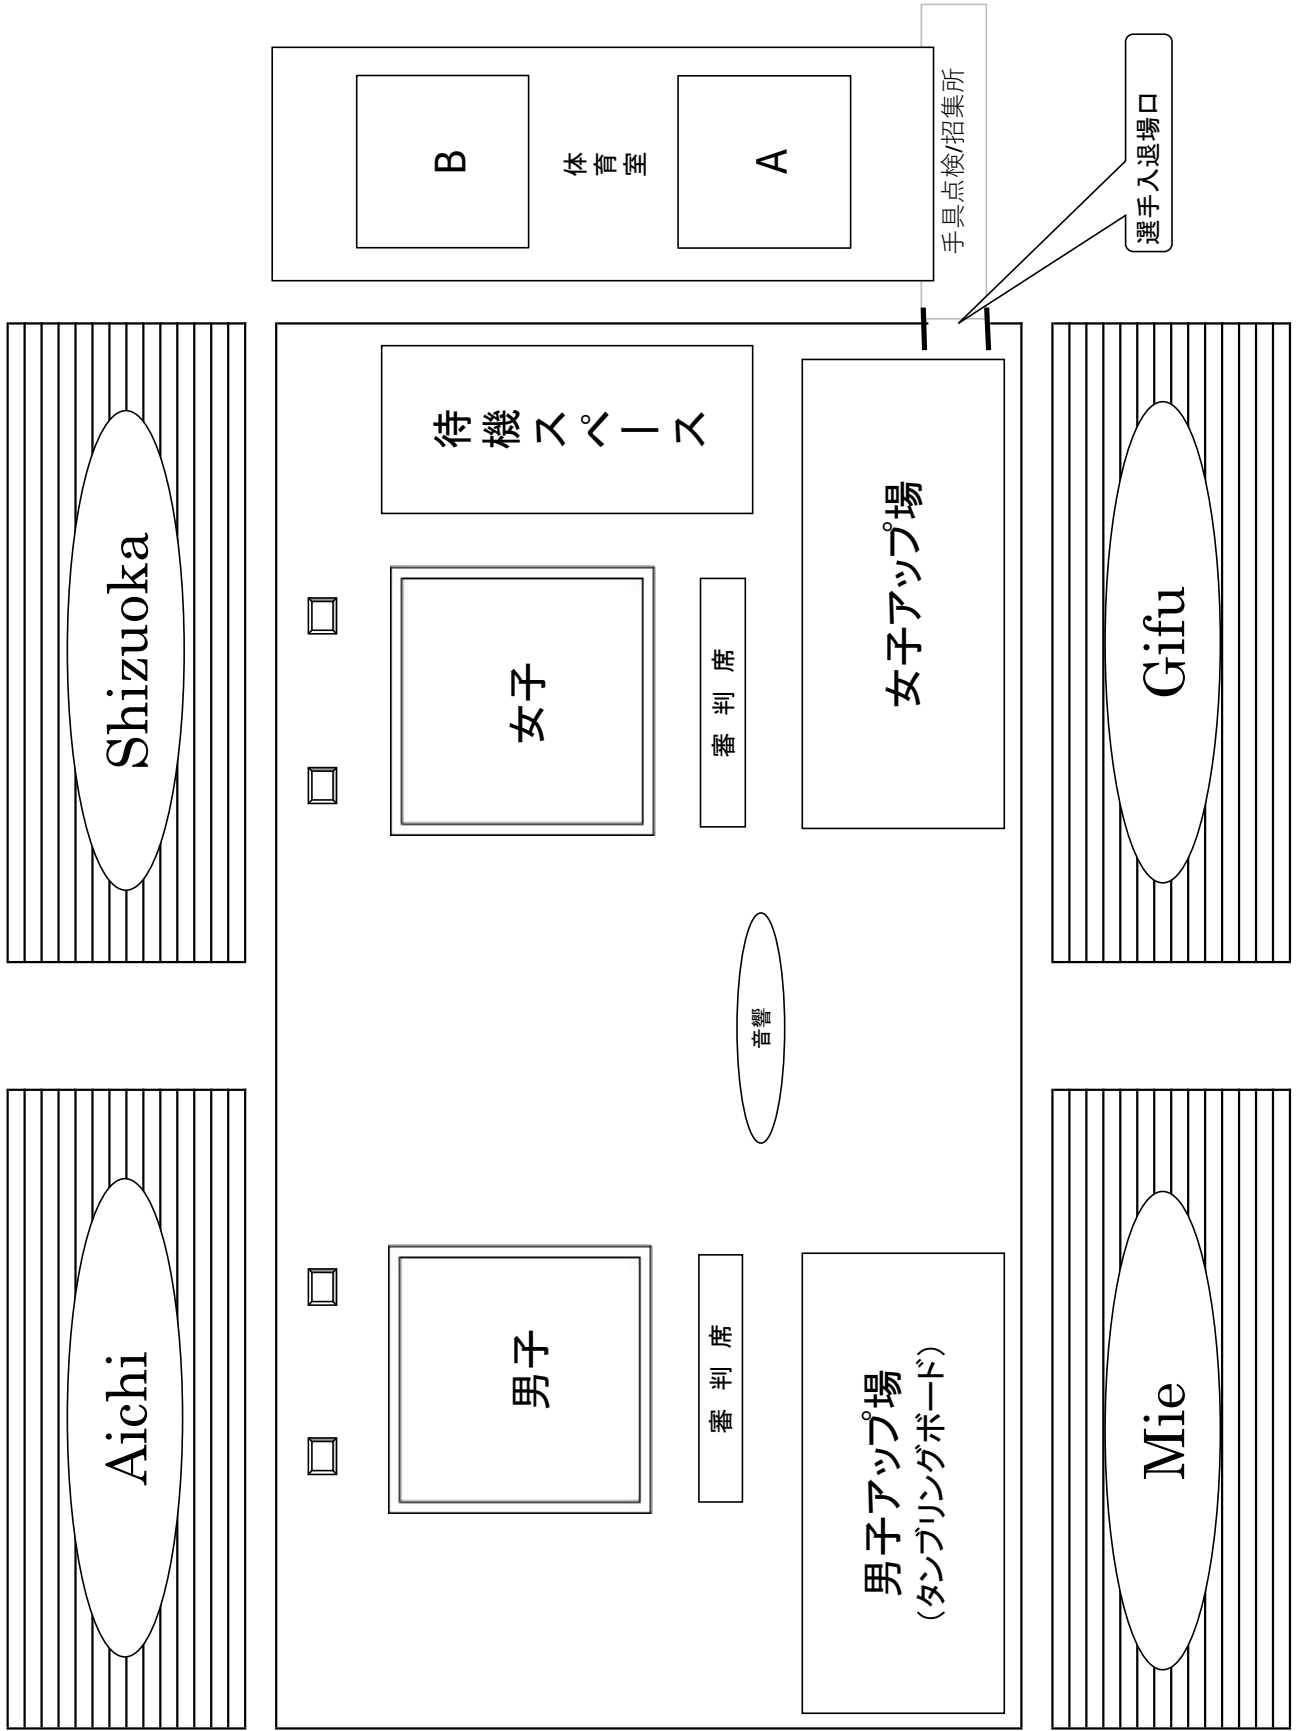 Aichi
Shizuoka
男子
女子
待機スペース
審判席
審判席
音響
男子アップ場
（タンブリングボード）
女子アップ場
B
体育室
A
手具点検/招集所
選手入退場口
Mie
Gifu